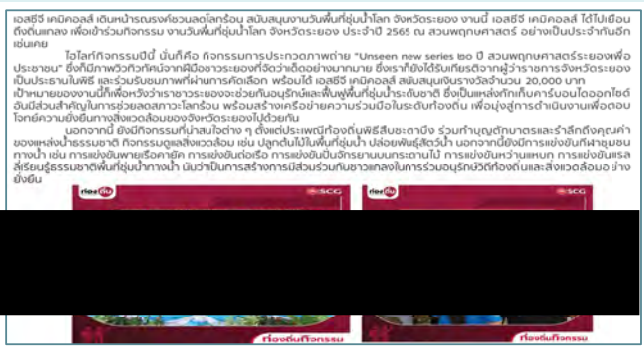 เอสซีจี เคมิคอลส์ เดินหน้ารณรงค์ชวนลดโลกร้อน สนับสนุนงานวันพื้นที่ชุ่มน้ำโลก จังหวัดระยอง งานนี้ เอสซีจี เคมิคอลส์ ได้ไปเยือน
ถึงถิ่นแกลง เพื่อเข้าร่วมกิจกรรม งานวันพื้นที่ชุ่มน้ำโลก จังหวัดระยอง ประจำปี 2565 ณ สวนพฤกษศาสตร์ อย่างเป็นประจำกันอีก
เช่นเคย
ไฮไลท์กิจกรรมปีนี้ นั่นก็คือ กิจกรรมการประกวดภาพถ่าย "Unseen new series ๒๐ ปี สวนพฤกษศาสตร์ระยองเพื่อ
ประชาชน" ซึ่งก็มีภาพวิวทิวทัศน์จากฝีมือชาวระยองที่จัดว่าเด็ดอย่างมากมาย ซึ่งเราก็ยังได้รับเกียรติจากผู้ว่าราชการจังหวัดระยอง
เป็นประธานในพิธี และร่วมรับชมภาพที่ผ่านการคัดเลือก พร้อมได้ เอสซีจี เคมิคอลส์ สนับสนุนเงินรางวัลจำนวน 20,000 บาท
เป้าหมายของงานนี้ก็เพื่อหวังว่าเราชาวระยองจะช่วยกันอนุรักษ์และฟื้นฟูพื้นที่ชุ่มน้ำระดับชาติ ซึ่งเป็นแหล่งกักเก็บคาร์บอนไดออกไซด์
อันมีส่วนสำคัญในการช่วยลดสภาวะโลกร้อน พร้อมสร้างเครือข่ายความร่วมมือในระดับท้องถิ่น เพื่อมุ่งสู่การดำเนินงานเพื่อตอบ
โจทย์ความยั่งยืนทางสิ่งแวดล้อมของจังหวัดระยองไปด้วยกัน
นอกจากนี้ ยังมีกิจกรรมที่น่าสนใจต่าง ๆ ตั้งแต่ประเพณีท้องถิ่นพิธีสืบชะตาบึง ร่วมทำบุญตักบาตรและรำลึกถึงคุณค่า
ของแหล่งน้ำธรรมชาติ กิจกรรมดูแลสิ่งแวดล้อม เช่น ปลูกต้นไม้ในพื้นที่ชุ่มน้ำ ปล่อยพันธุ์สัตว์น้ำ นอกจากนี้ยังมีการแข่งขันกีฬาชุมชน
ทางน้ำ เช่น การแข่งขันพายเรือคายัค การแข่งขันต่อเรือ การแข่งขันปั่นจักรยานบนกระดานไม้ การแข่งขันหว่านแหบก การแข่งขันแรล
ลี่เรียนรู้ธรรมชาติพื้นที่ชุ่มน้ำทางน้ำ นับว่าเป็นการสร้างการมีส่วนร่วมกับชาวแกลงในการร่วมอนุรักษ์วิถีท้องถิ่นและสิ่งแวดล้อมอย่าง
ยั่งยืน
ท่องถิ่น SCG ท่องถิ่น SCG
ท่องถิ่นกิจกรรม ท่องถิ่นกิจกรรม